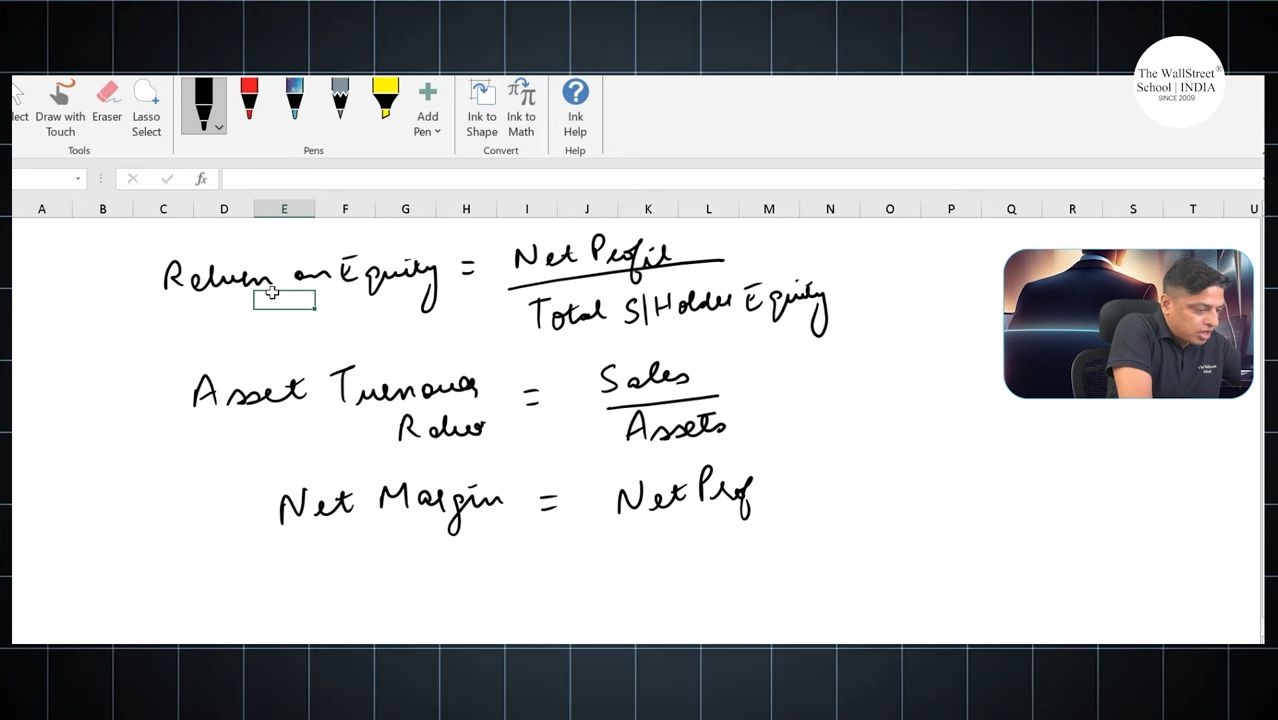 The WallStreet®
School | INDIA
SINCE 2009
Draw with Touch
Eraser
Lasso Select
Add Pen
Ink to Shape
Ink to Math
Ink Help
Tools
Pens
Convert
Help
fx
A B C D E F G H I J K L M N O P Q R S T U
Return on Equity = Net Profit
Total S/Holder Equity
Asset Turnover = Sales
Assets
Net Margin = Net Prof